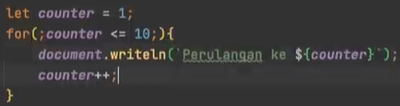 let counter = 1;
for(;counter <= 10;){
    document.writeln(`Perulangan ke ${counter}`);
    counter++;
}